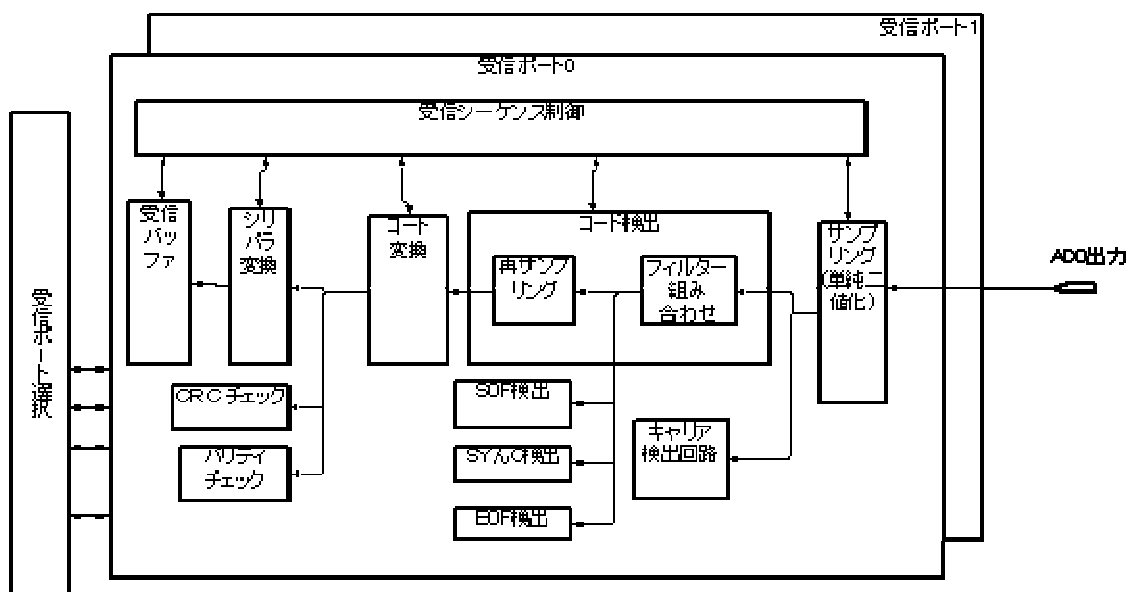 受信ポート1
受信ポート0
受信シーケンス制御
受信
バッ
ファ
シリ
パラ
変換
コート
変換
コード検出
再サンプ
リング
フィルター
組み
合わせ
サンプ
リング
(単純二
値化)
ADC出力
受信ポート選択
CRCチェック
パリティ
チェック
SOF検出
SYんC検出
EOF検出
キャリア
検出回路